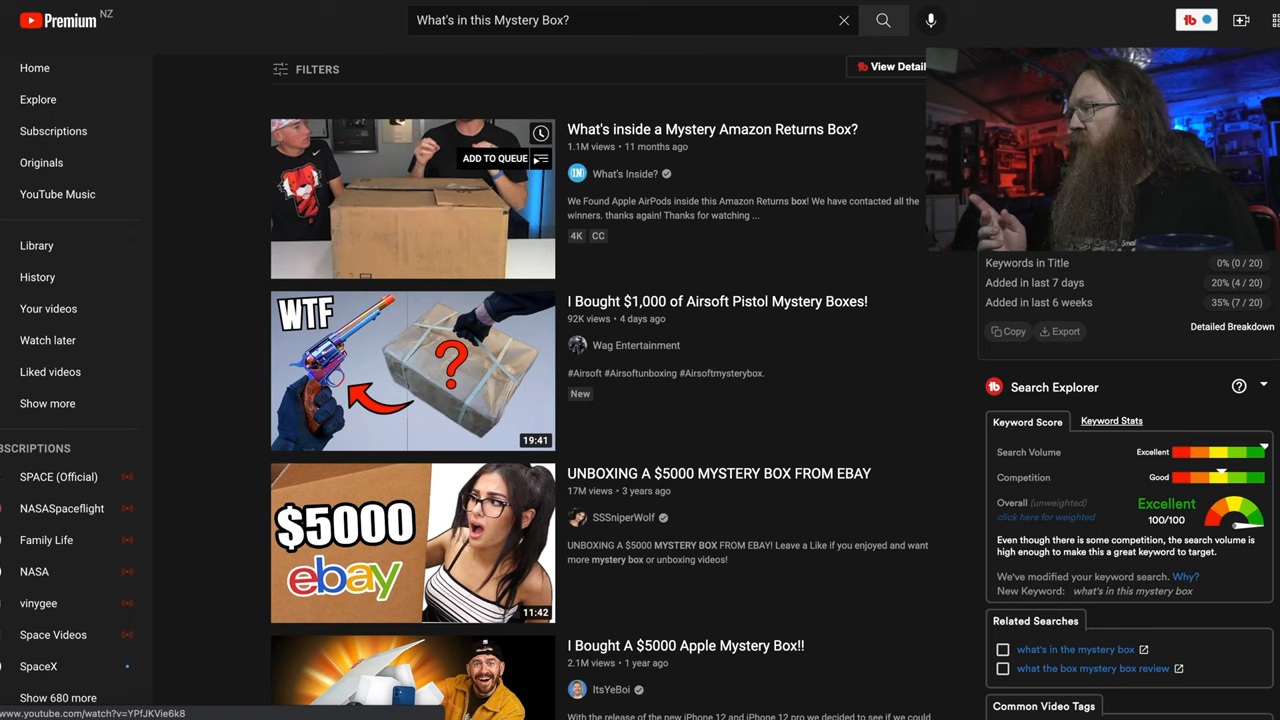 Premium NZ
What's in this Mystery Box?
Home
Explore
Subscriptions
Originals
YouTube Music
Library
History
Your videos
Watch later
Liked videos
Show more
BSCRIPTIONS
SPACE (Official)
NASASpaceflight
Family Life
NASA
vinygee
Space Videos
SpaceX
Show 680 more
www.youtube.com/watch?v=YPfJKVie6k8
FILTERS
View Detail
ADD TO QUEUE
What's inside a Mystery Amazon Returns Box?
1.1M views • 11 months ago
IN What's Inside?
We Found Apple AirPods inside this Amazon Returns box! We have contacted all the
winners. thanks again! Thanks for watching ...
4K CC
WTF
?
19:41
I Bought $1,000 of Airsoft Pistol Mystery Boxes!
92K views • 4 days ago
Wag Entertainment
#Airsoft #Airsoftunboxing #Airsoftmysterybox.
New
$5000
ebay
11:42
UNBOXING A $5000 MYSTERY BOX FROM EBAY
17M views • 3 years ago
SSSniperWolf
UNBOXING A $5000 MYSTERY BOX FROM EBAY! Leave a Like if you enjoyed and want
more mystery box or unboxing videos!
I Bought A $5000 Apple Mystery Box!!
2.1M views • 1 year ago
ItsYeBoi
With the release of the new iPhone 12 and iPhone 12 pro we decided to see if we could
tb
Keywords in Title 0% (0 / 20)
Added in last 7 days 20% (4 / 20)
Added in last 6 weeks 35% (7 / 20)
Copy Export
Detailed Breakdown
tb Search Explorer ?
Keyword Score Keyword Stats
Search Volume Excellent
Competition Good
Overall (unweighted) Excellent
click here for weighted 100/100
Even though there is some competition, the search volume is
high enough to make this a great keyword to target.
We've modified your keyword search. Why?
New Keyword: what's in this mystery box
Related Searches
what's in the mystery box
what the box mystery box review
Common Video Tags